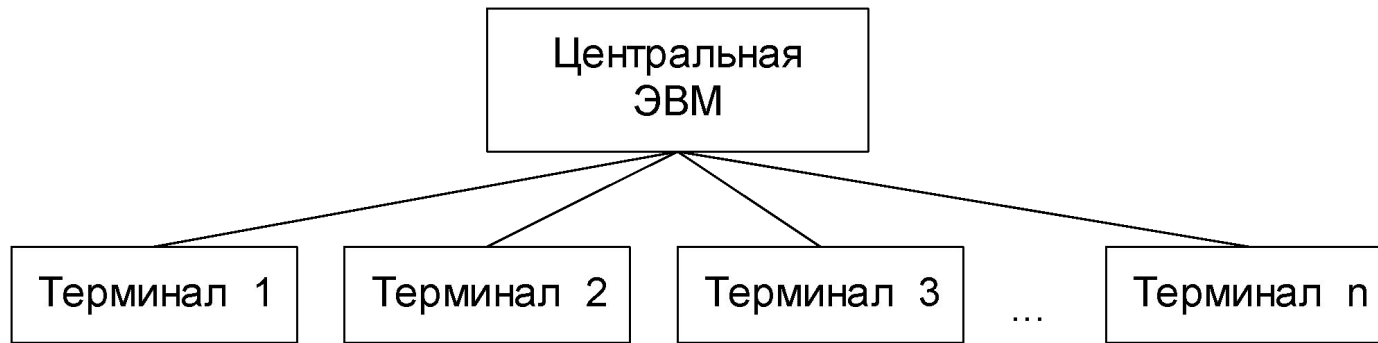 Центральная
ЭВМ
Терминал 1
Терминал 2
Терминал 3
...
Терминал n